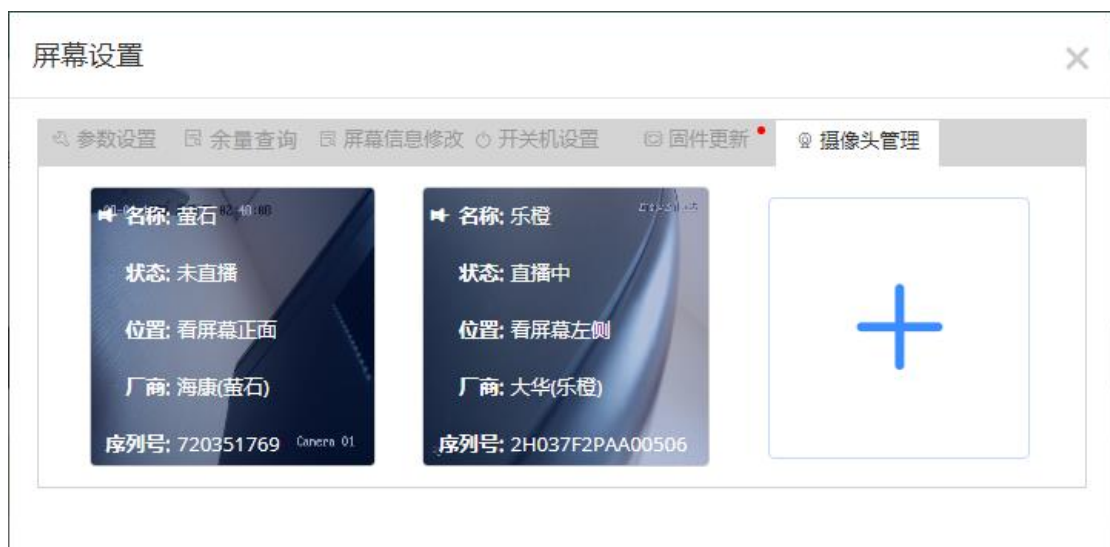 屏幕设置
参数设置 余量查询 屏幕信息修改 开关机设置 固件更新 摄像头管理
名称: 萤石
状态: 未直播
位置: 看屏幕正面
厂商: 海康(萤石)
序列号: 720351769
Camera 01
名称: 乐橙
状态: 直播中
位置: 看屏幕左侧
厂商: 大华(乐橙)
序列号: 2H037F2PAA00506